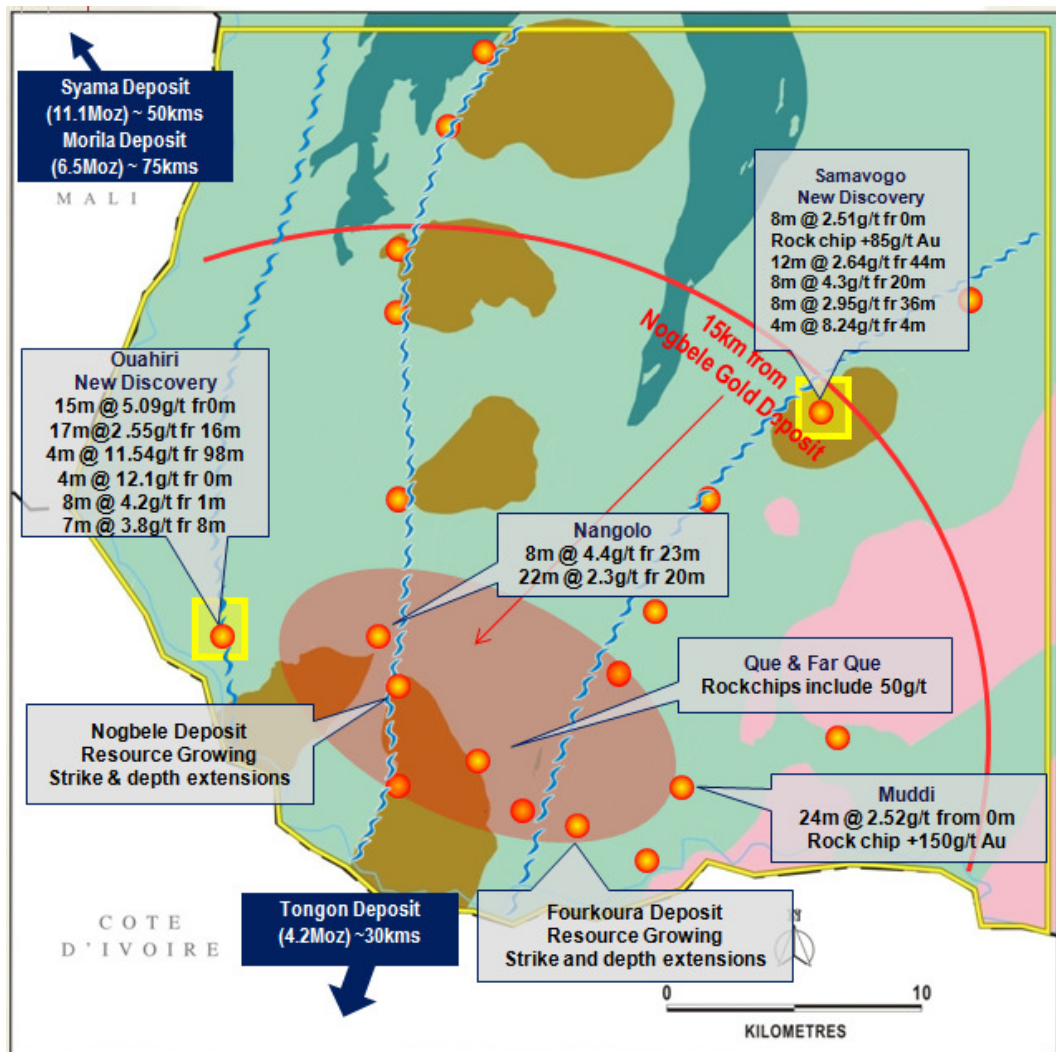 Syama Deposit
(11.1Moz) ~ 50kms
Morila Deposit
(6.5Moz) ~ 75kms
MALI
Samavogo
New Discovery
8m @ 2.51g/t fr 0m
Rock chip +85g/t Au
12m @ 2.64g/t fr 44m
8m @ 4.3g/t fr 20m
8m @ 2.95g/t fr 36m
4m @ 8.24g/t fr 4m
15km from
Nogbele Gold Deposit
Ouahiri
New Discovery
15m @ 5.09g/t fr0m
17m@2.55g/t fr 16m
4m @ 11.54g/t fr 98m
4m @ 12.1g/t fr 0m
8m @ 4.2g/t fr 1m
7m @ 3.8g/t fr 8m
Nangolo
8m @ 4.4g/t fr 23m
22m @ 2.3g/t fr 20m
Que & Far Que
Rockchips include 50g/t
Nogbele Deposit
Resource Growing
Strike & depth extensions
Muddi
24m @ 2.52g/t from 0m
Rock chip +150g/t Au
COTE
D'IVOIRE
Tongon Deposit
(4.2Moz) ~30kms
Fourkoura Deposit
Resource Growing
Strike and depth extensions
N
0 10
KILOMETRES